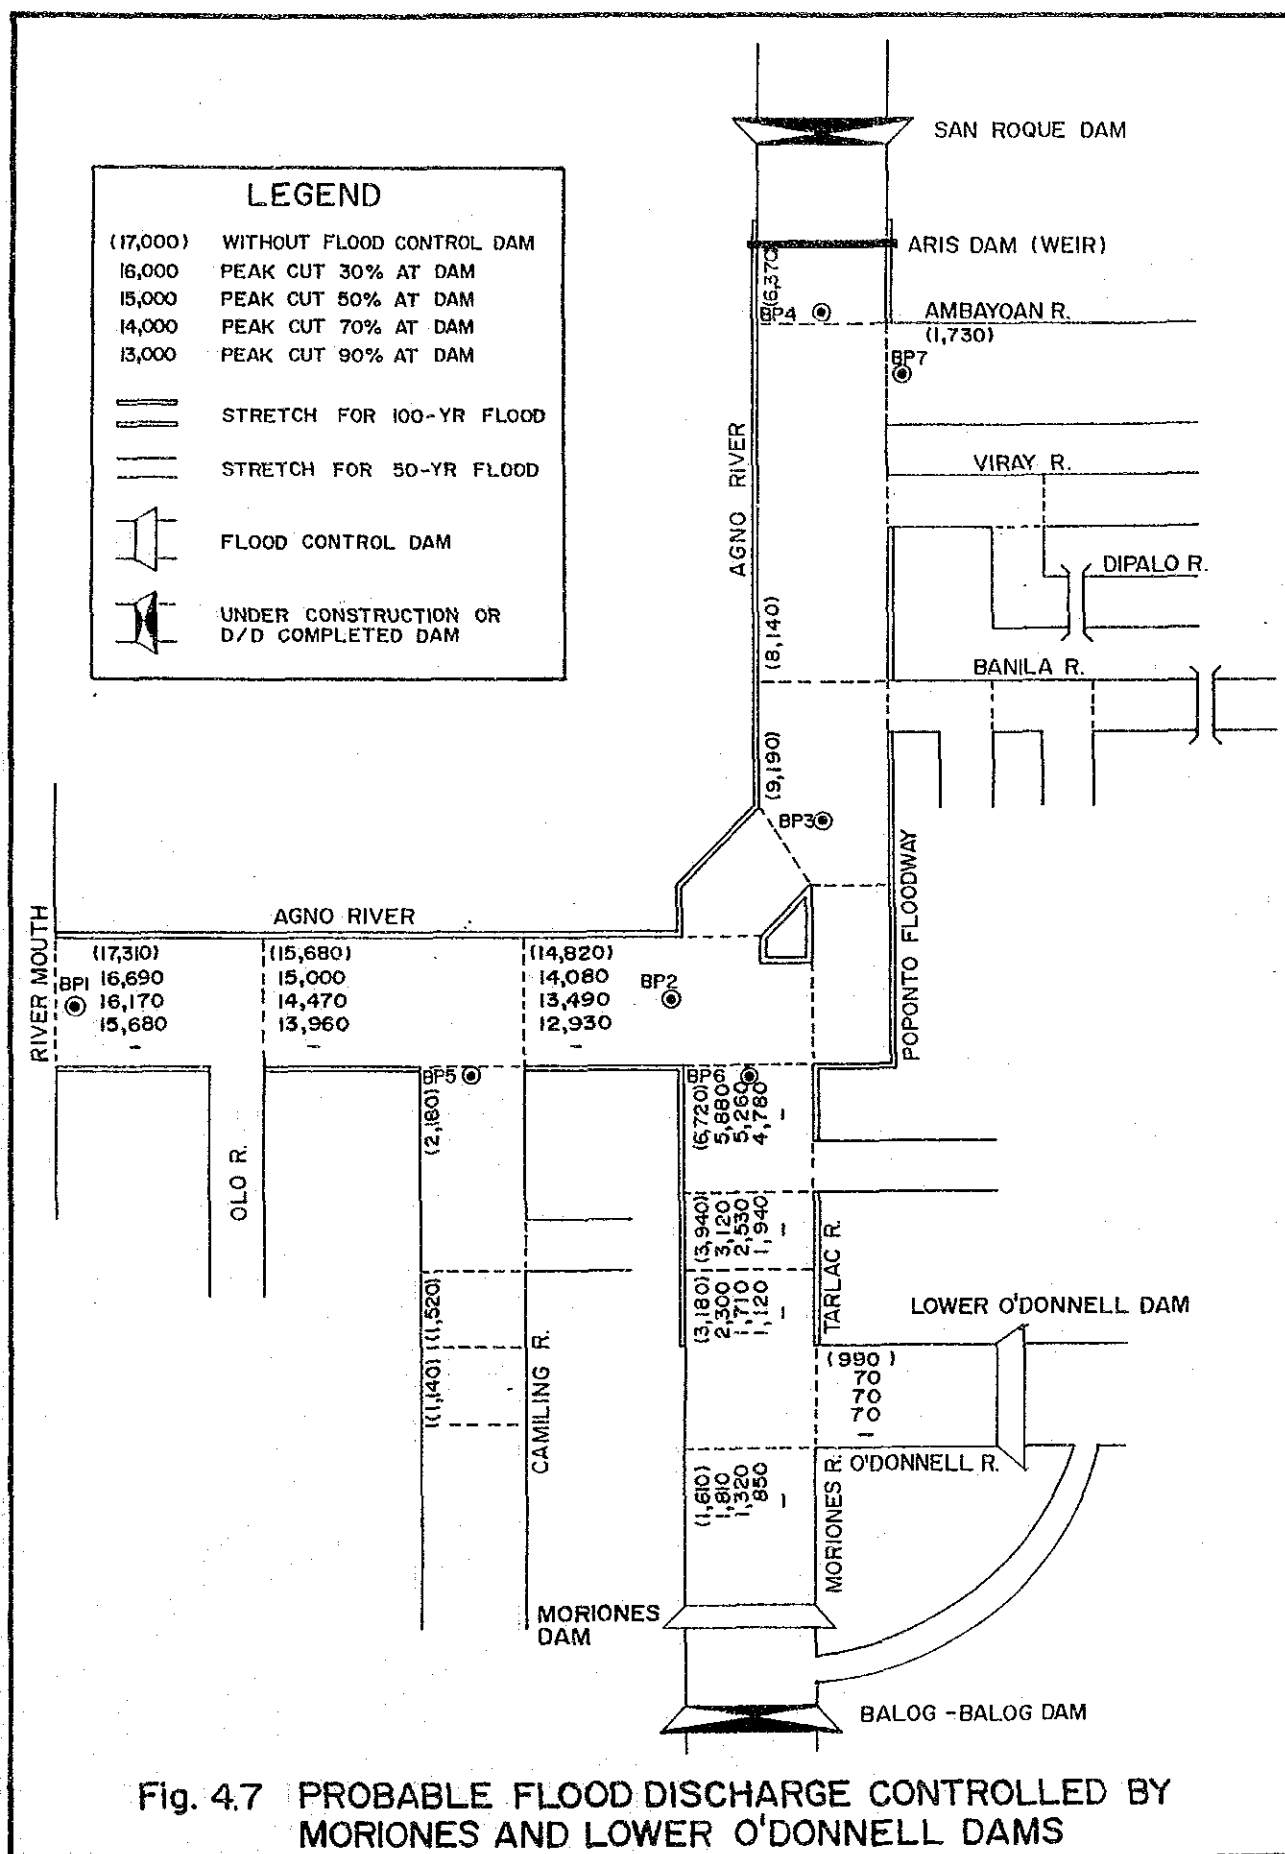 SAN ROQUE DAM
LEGEND
(17,000) WITHOUT FLOOD CONTROL DAM
16,000 PEAK CUT 30% AT DAM
15,000 PEAK CUT 50% AT DAM
14,000 PEAK CUT 70% AT DAM
13,000 PEAK CUT 90% AT DAM
STRETCH FOR 100-YR FLOOD
STRETCH FOR 50-YR FLOOD
FLOOD CONTROL DAM
UNDER CONSTRUCTION OR
D/D COMPLETED DAM
ARIS DAM (WEIR)
(6,370)
BP4
AMBAYOAN R.
(1,730)
BP7
AGNO RIVER
VIRAY R.
DIPALO R.
(8,140)
BANILA R.
(9,190)
BP3
POPONTO FLOODWAY
AGNO RIVER
RIVER MOUTH
BP1
(17,310)
16,690
16,170
15,680
-
(15,680)
15,000
14,470
13,960
-
(14,820)
14,080
13,490
12,930
-
BP2
BP5
(2,180)
BP6
(6,720)
5,880
5,260
4,780
-
OLO R.
(3,940)
3,120
2,530
1,940
-
TARLAC R.
(1,520)
(3,180)
2,300
1,710
1,120
-
LOWER O'DONNELL DAM
(1,140)
CAMILING R.
(990)
70
70
70
-
O'DONNELL R.
(1,610)
1,810
1,320
850
-
MORIONES R.
MORIONES
DAM
BALOG-BALOG DAM
Fig. 4.7 PROBABLE FLOOD DISCHARGE CONTROLLED BY
MORIONES AND LOWER O'DONNELL DAMS